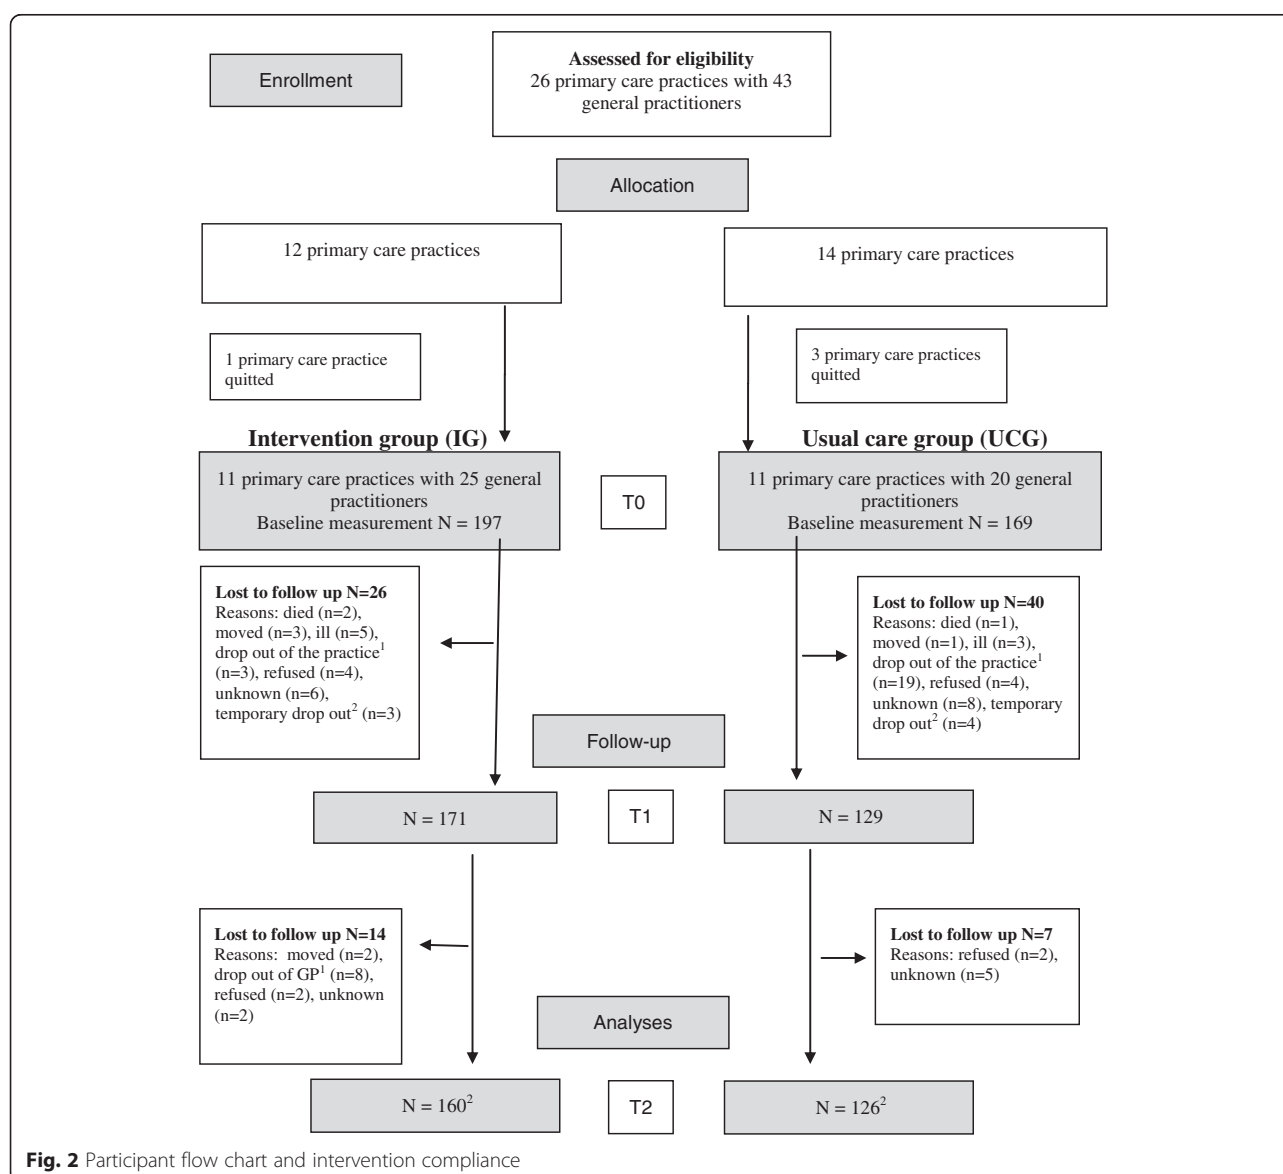 Enrollment
Assessed for eligibility
26 primary care practices with 43
general practitioners
Allocation
12 primary care practices
14 primary care practices
1 primary care practice
quitted
3 primary care practices
quitted
Intervention group (IG)
Usual care group (UCG)
11 primary care practices with 25 general
practitioners
Baseline measurement N = 197
T0
11 primary care practices with 20 general
practitioners
Baseline measurement N = 169
Lost to follow up N=26
Reasons: died (n=2),
moved (n=3), ill (n=5),
drop out of the practice¹
(n=3), refused (n=4),
unknown (n=6),
temporary drop out² (n=3)
Lost to follow up N=40
Reasons: died (n=1),
moved (n=1), ill (n=3),
drop out of the practice¹
(n=19), refused (n=4),
unknown (n=8), temporary
drop out² (n=4)
Follow-up
N = 171
T1
N = 129
Lost to follow up N=14
Reasons: moved (n=2),
drop out of GP¹ (n=8),
refused (n=2), unknown
(n=2)
Lost to follow up N=7
Reasons: refused (n=2),
unknown (n=5)
Analyses
N = 160²
T2
N = 126²
Fig. 2 Participant flow chart and intervention compliance